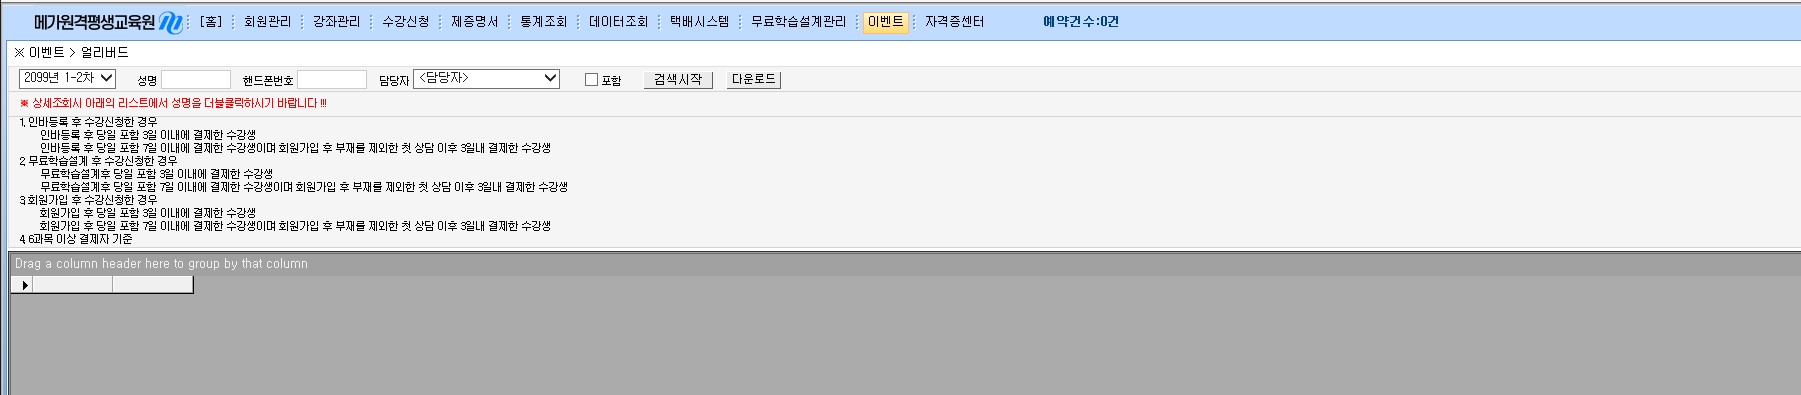 메가원격평생교육원 [홈] 회원관리 강좌관리 수강신청 제증명서 통계조회 데이터조회 택배시스템 무료학습설계관리 이벤트 자격증센터 예약건수:0건
※ 이벤트 > 얼리버드
2099년 1-2차 성명 핸드폰번호 담당자 <담당자> 포함 검색시작 다운로드
※ 상세조회시 아래의 리스트에서 성명을 더블클릭하시기 바랍니다 !!!
1. 인바등록 후 수강신청한 경우
인바등록 후 당일 포함 3일 이내에 결제한 수강생
인바등록 후 당일 포함 7일 이내에 결제한 수강생이며 회원가입 후 부재를 제외한 첫 상담 이후 3일내 결제한 수강생
2. 무료학습설계 후 수강신청한 경우
무료학습설계후 당일 포함 3일 이내에 결제한 수강생
무료학습설계후 당일 포함 7일 이내에 결제한 수강생이며 회원가입 후 부재를 제외한 첫 상담 이후 3일내 결제한 수강생
3.회원가입 후 수강신청한 경우
회원가입 후 당일 포함 3일 이내에 결제한 수강생
회원가입 후 당일 포함 7일 이내에 결제한 수강생이며 회원가입 후 부재를 제외한 첫 상담 이후 3일내 결제한 수강생
4. 6과목 이상 결제자 기준
Drag a column header here to group by that column